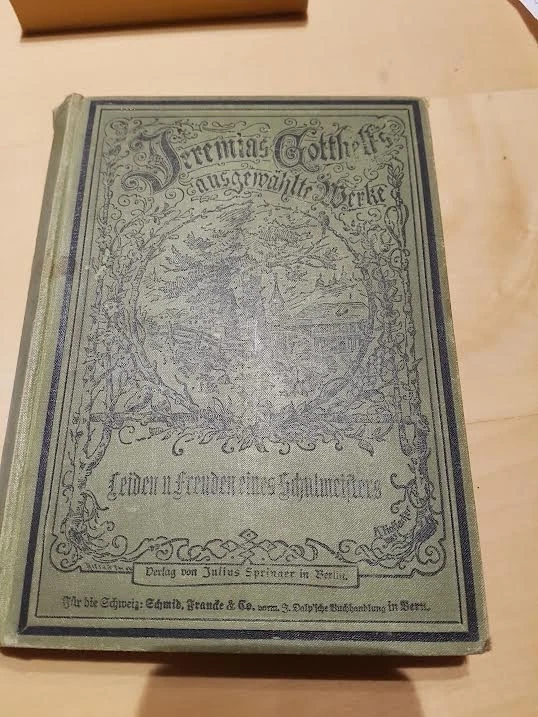 Jeremias Gotthelf's
ausgewählte Werke
Leiden u Freuden eines Schulmeisters
Verlag von Julius Springer in Berlin.
Für die Schweiz: Schmid, Francke & Co. vorm. J. Dalp'sche Buchhandlung in Bern.